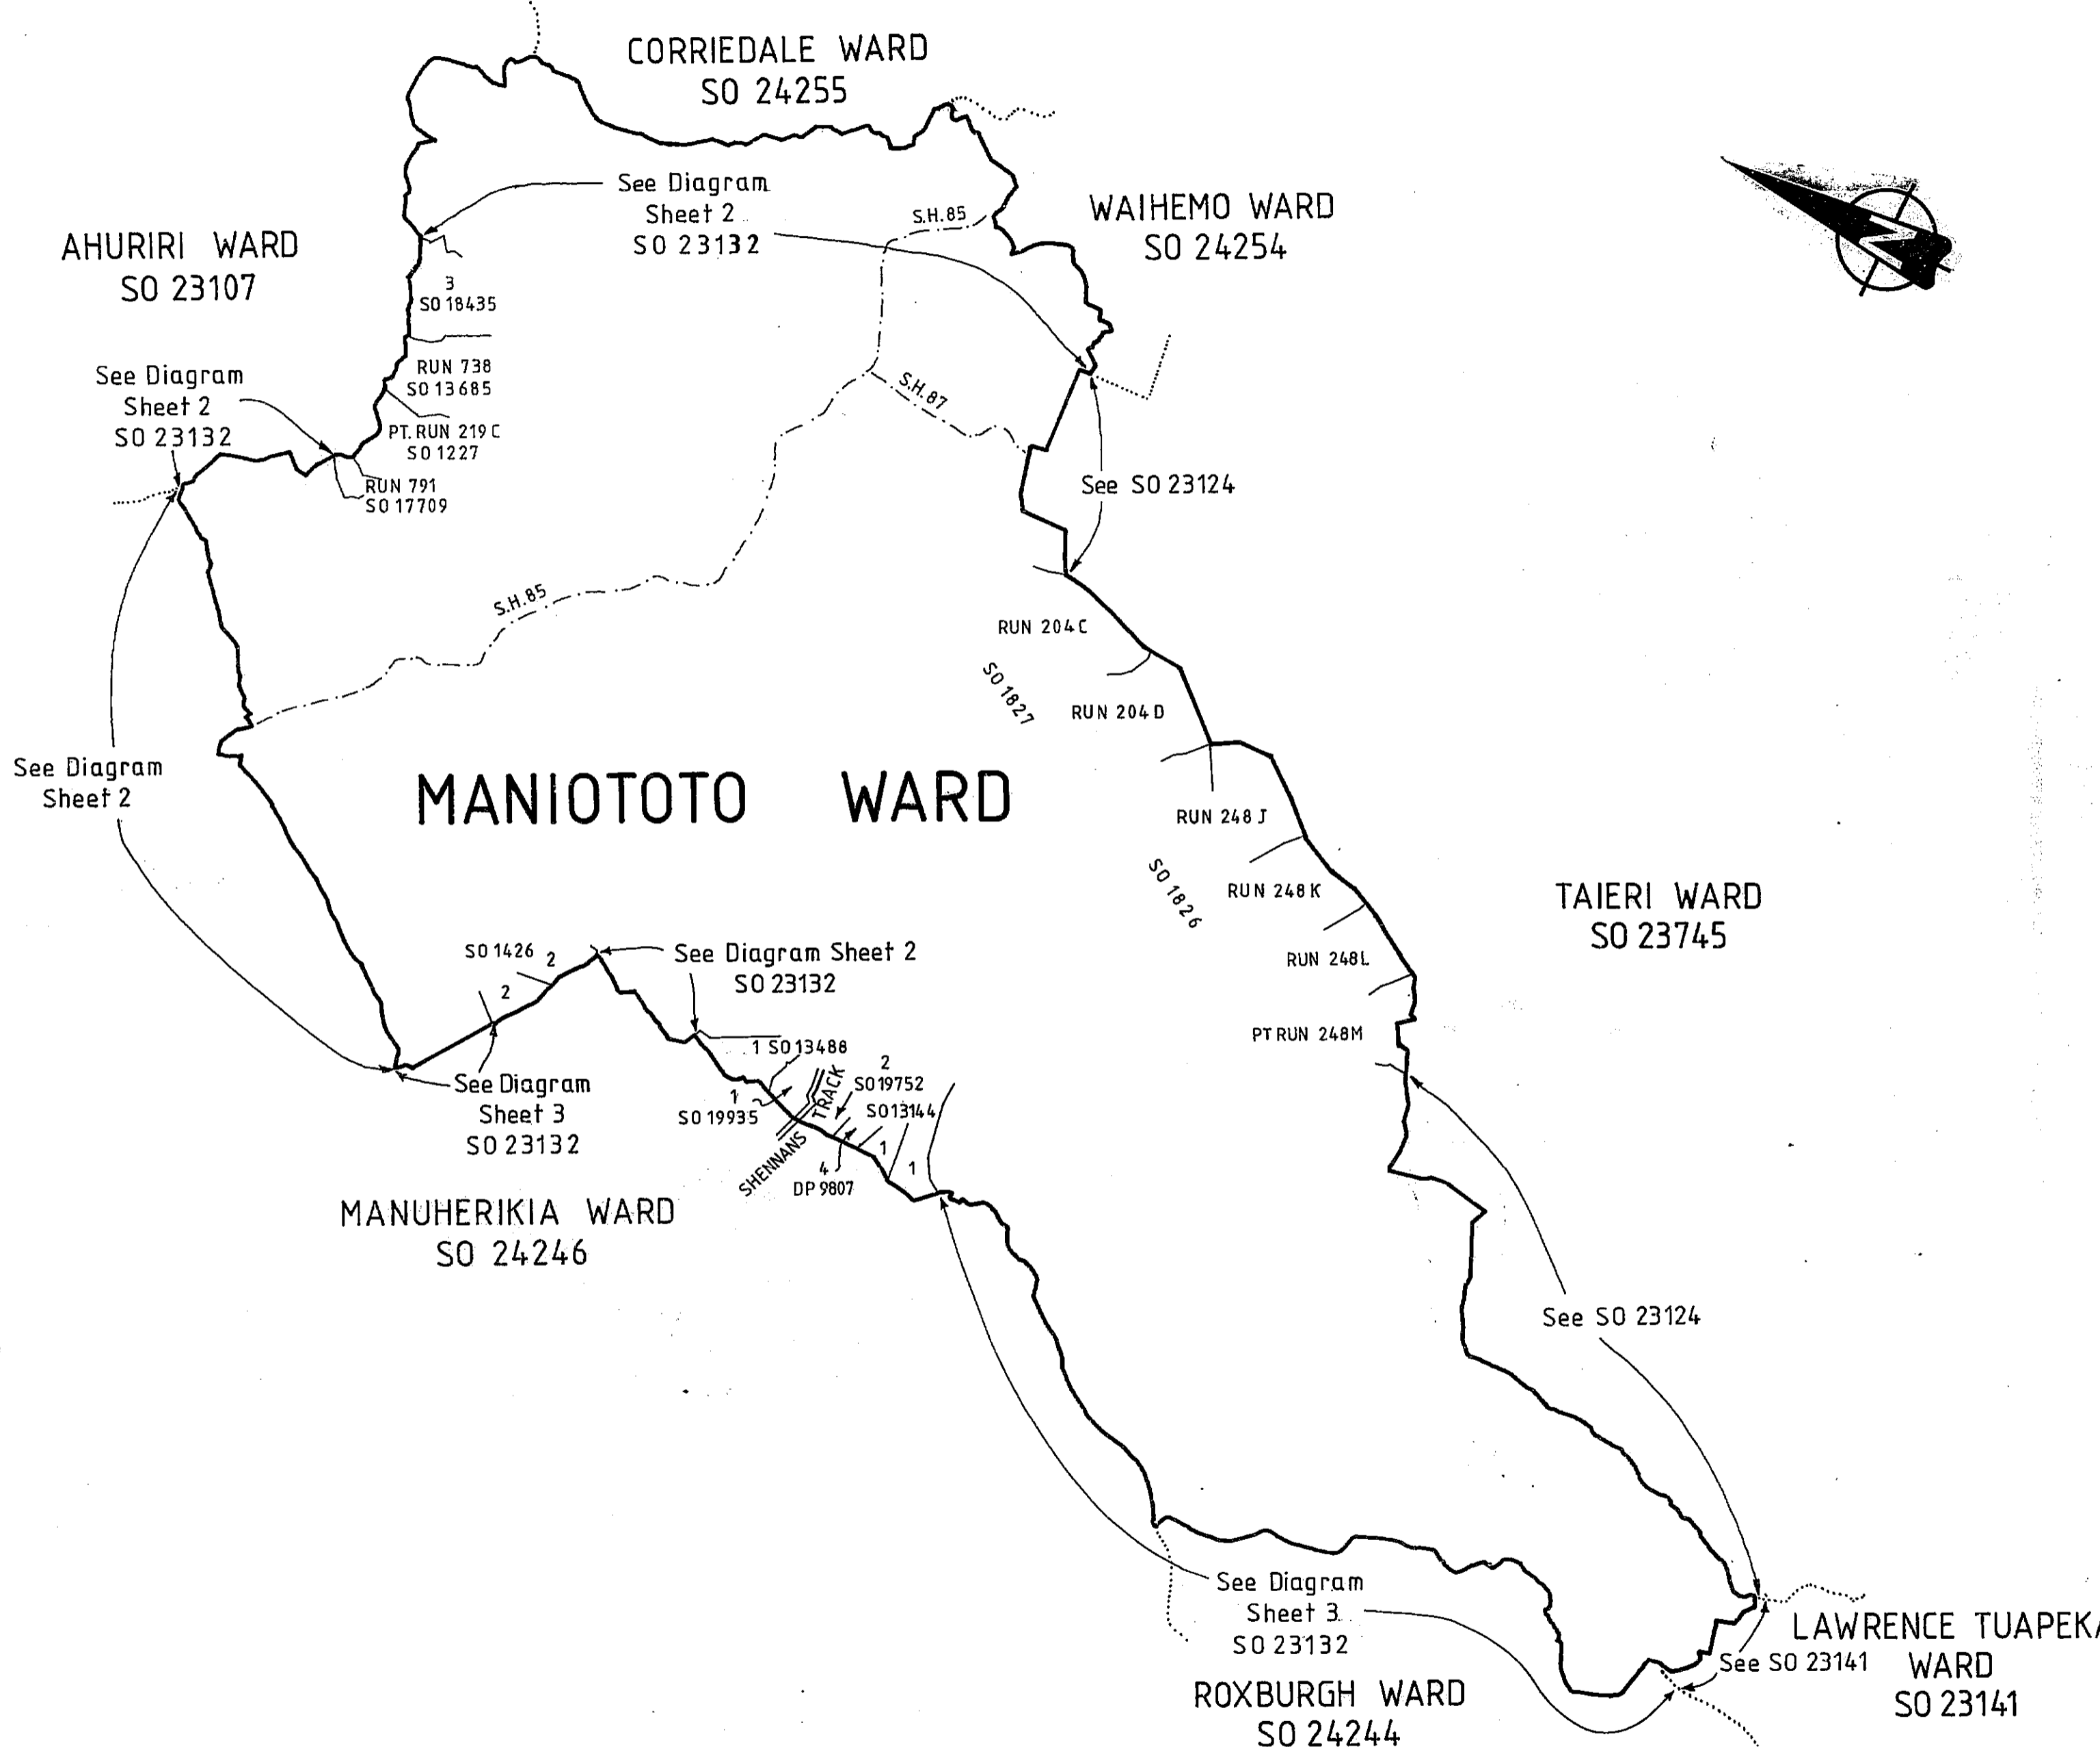 CORRIEDALE WARD
SO 24255
See Diagram
Sheet 2
SO 23132
S.H.85
WAIHEMO WARD
SO 24254
AHURIRI WARD
SO 23107
3
SO 18435
RUN 738
SO 13685
See Diagram
Sheet 2
SO 23132
PT. RUN 219 C
SO 1227
RUN 791
SO 17709
S.H.87
See SO 23124
S.H.85
RUN 204C
SO 1827
RUN 204 D
See Diagram
Sheet 2
MANIOTOTO WARD
RUN 248 J
SO 1826
RUN 248 K
TAIERI WARD
SO 23745
RUN 248L
PT RUN 248M
SO 1426
2
2
See Diagram Sheet 2
SO 23132
See Diagram
Sheet 3
SO 23132
1 SO 13488
1
SO 19935
2
SO 19752
SO 13144
SHENNANS TRACK
4
DP 9807
1
1
MANUHERIKIA WARD
SO 24246
See SO 23124
See Diagram
Sheet 3
SO 23132
ROXBURGH WARD
SO 24244
See SO 23141
LAWRENCE TUAPEKA
WARD
SO 23141